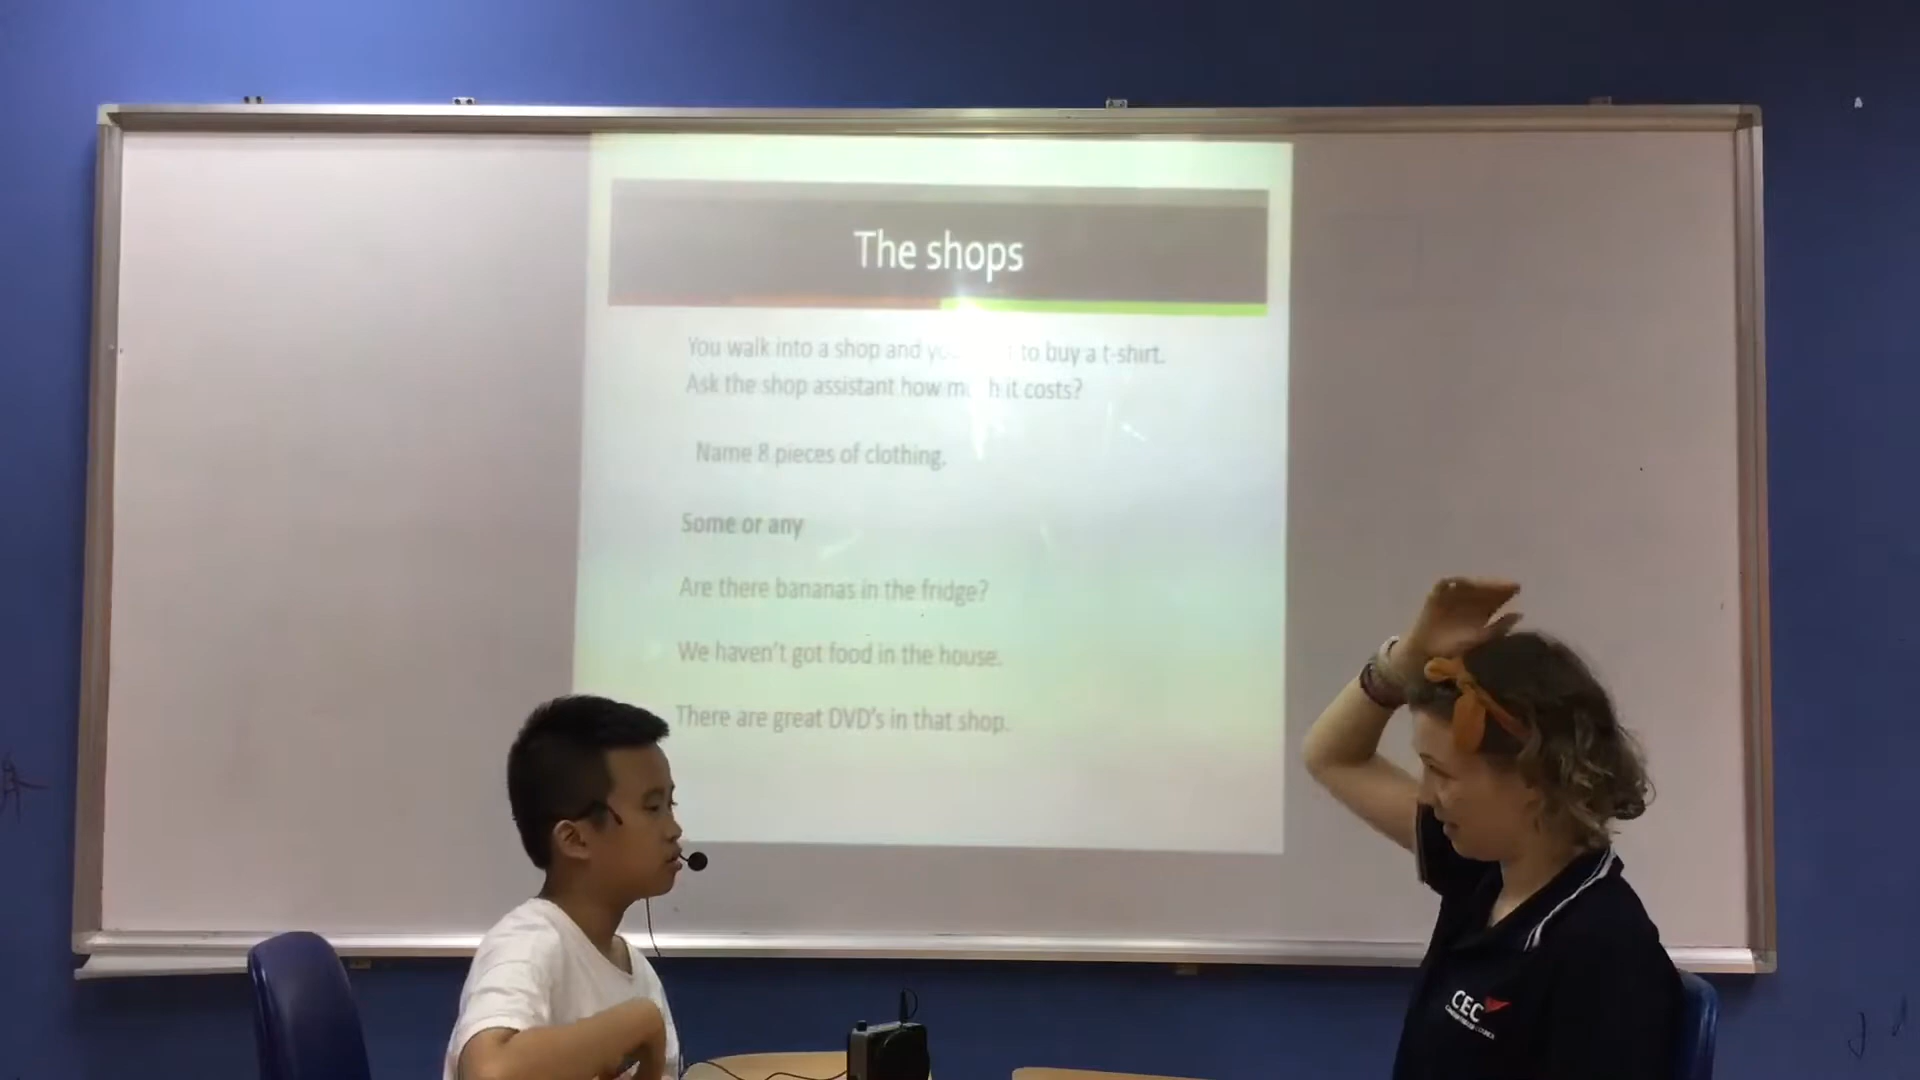 The shops
You walk into a shop and to buy a t-shirt.
Ask the shop assistant how it costs?
Name 8 pieces of clothing.
Some or any
Are there bananas in the fridge?
We haven't got food in the house.
There are great DVD's in that shop.
CEC